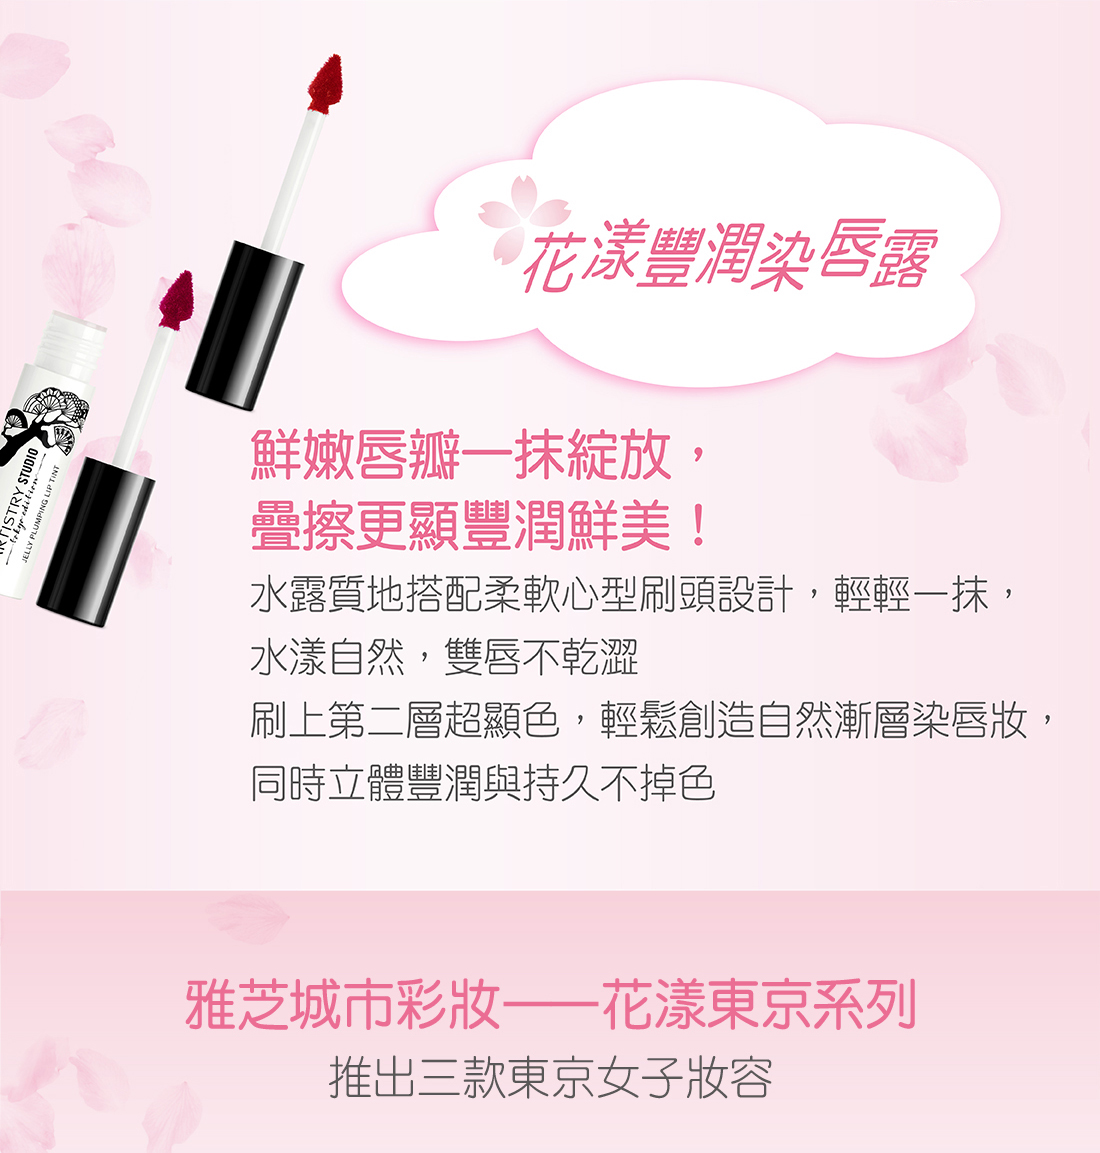 花漾豐潤染唇露
鮮嫩唇瓣一抹綻放，
疊擦更顯豐潤鮮美！
水露質地搭配柔軟心型刷頭設計，輕輕一抹，
水漾自然，雙唇不乾澀
刷上第二層超顯色，輕鬆創造自然漸層染唇妝，
同時立體豐潤與持久不掉色
ARTISTRY STUDIO
tokyo edition
JELLY PLUMPING LIP TINT
雅芝城市彩妝——花漾東京系列
推出三款東京女子妝容